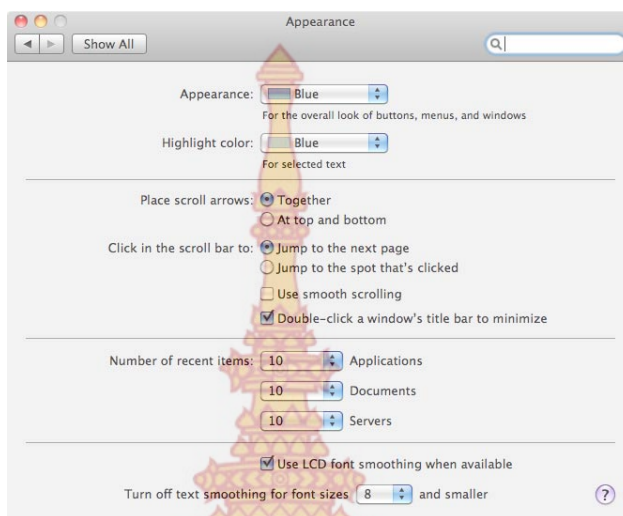 Appearance
Show All
Appearance: Blue
For the overall look of buttons, menus, and windows
Highlight color: Blue
For selected text
Place scroll arrows: Together
At top and bottom
Click in the scroll bar to: Jump to the next page
Jump to the spot that's clicked
Use smooth scrolling
Double-click a window's title bar to minimize
Number of recent items: 10 Applications
10 Documents
10 Servers
Use LCD font smoothing when available
Turn off text smoothing for font sizes 8 and smaller ?